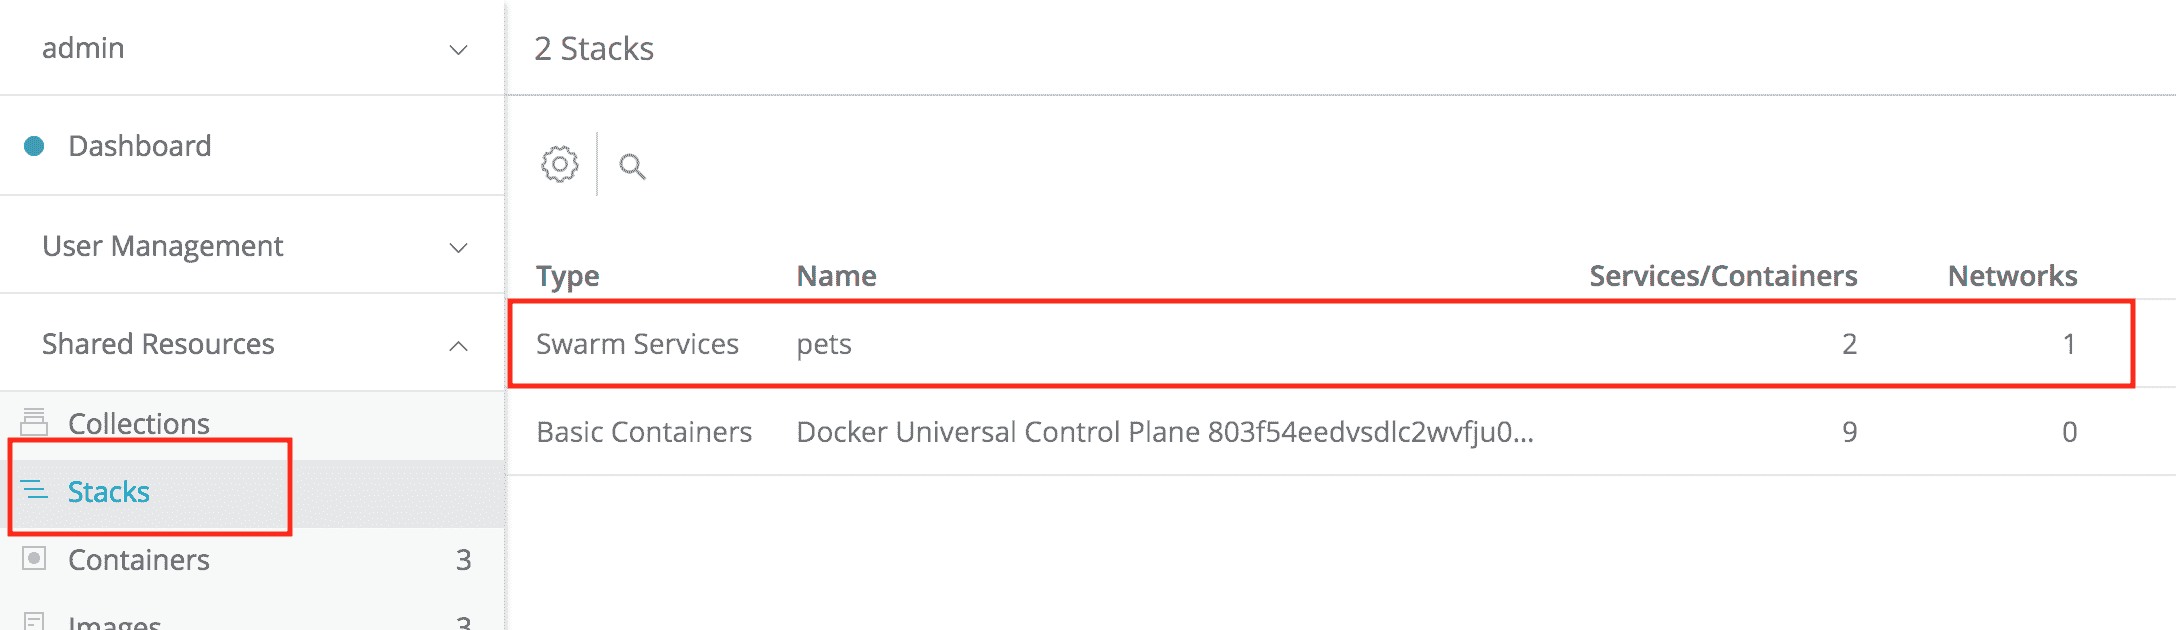 admin
Dashboard
User Management
Shared Resources
Collections
Stacks
Containers 3
Images 3
2 Stacks
Type Name Services/Containers Networks
Swarm Services pets 2 1
Basic Containers Docker Universal Control Plane 803f54eedvsdlc2wvfju0... 9 0